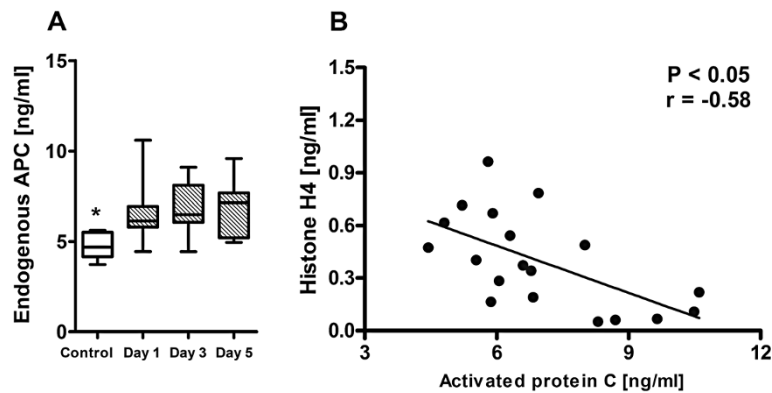 A
Endogenous APC [ng/ml]
15
10
5
0
*
Control Day 1 Day 3 Day 5
B
Histone H4 [ng/ml]
1.5
1.2
0.9
0.6
0.3
0.0
P < 0.05
r = -0.58
3 6 9 12
Activated protein C [ng/ml]